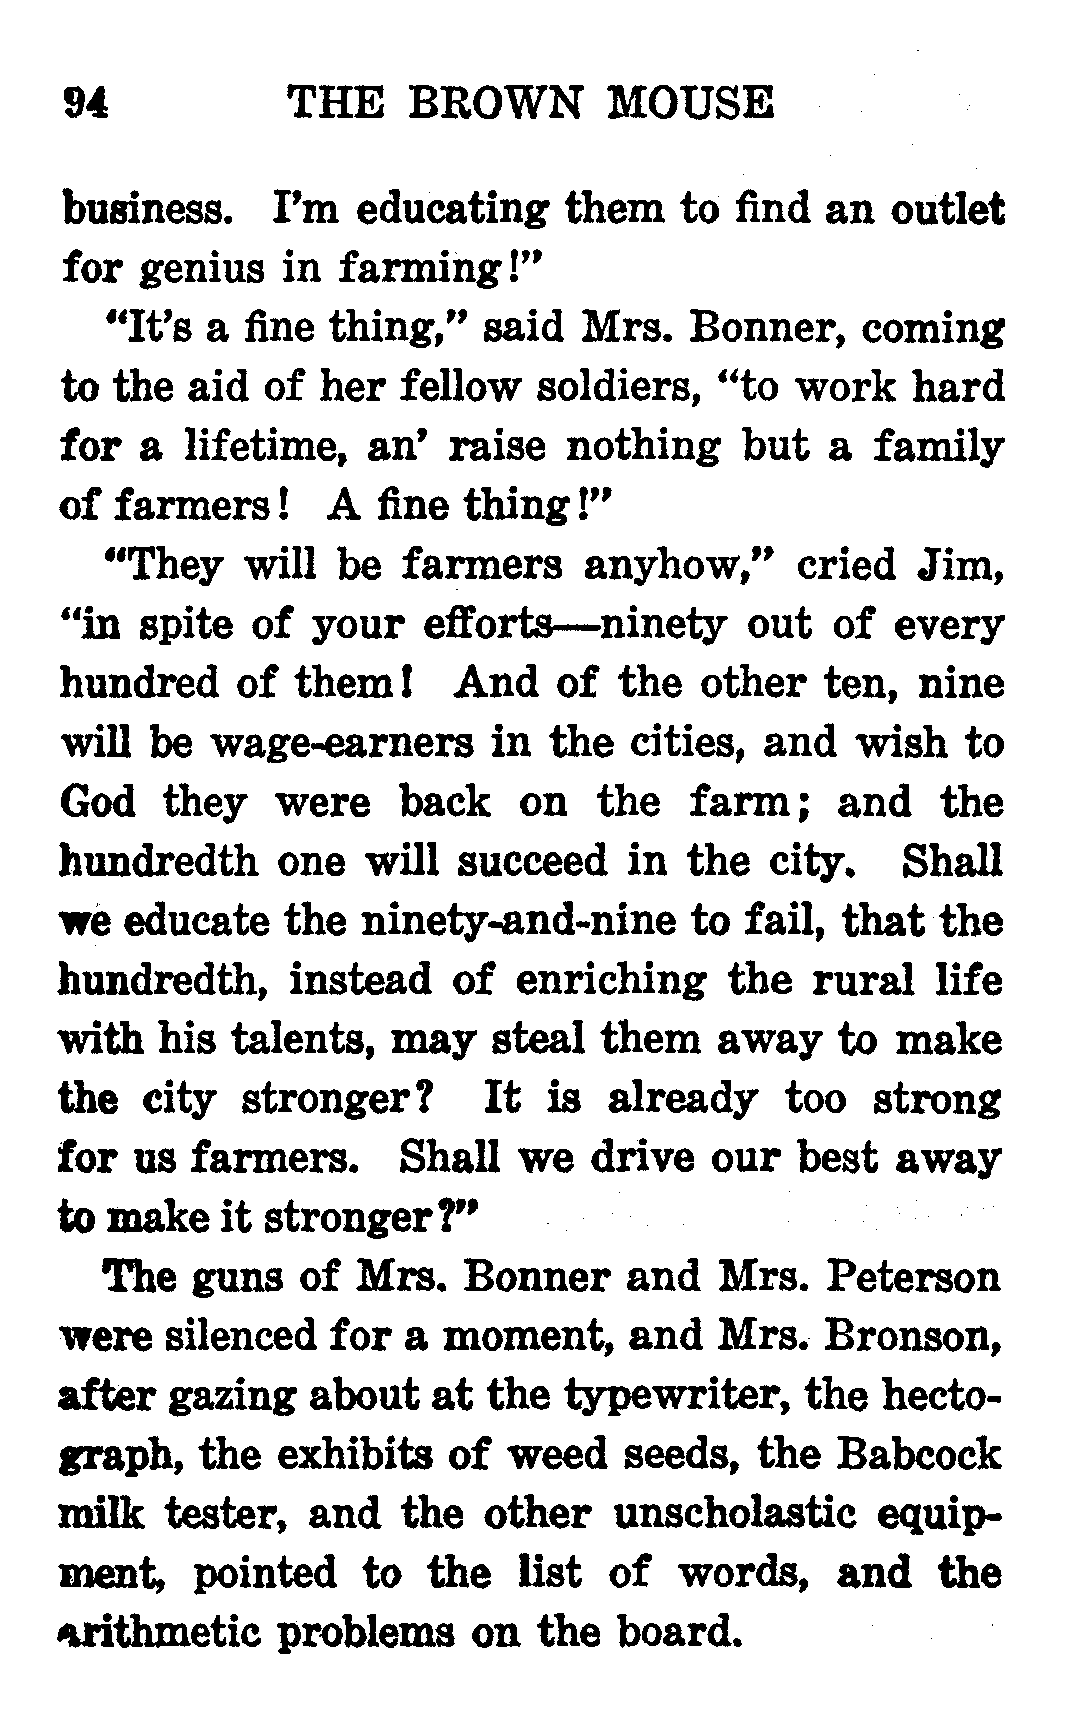 94 THE BROWN MOUSE
business. I'm educating them to find an outlet
for genius in farming!"
"It's a fine thing," said Mrs. Bonner, coming
to the aid of her fellow soldiers, "to work hard
for a lifetime, an' raise nothing but a family
of farmers! A fine thing!"
"They will be farmers anyhow," cried Jim,
"in spite of your efforts—ninety out of every
hundred of them! And of the other ten, nine
will be wage-earners in the cities, and wish to
God they were back on the farm; and the
hundredth one will succeed in the city. Shall
we educate the ninety-and-nine to fail, that the
hundredth, instead of enriching the rural life
with his talents, may steal them away to make
the city stronger? It is already too strong
for us farmers. Shall we drive our best away
to make it stronger?"
The guns of Mrs. Bonner and Mrs. Peterson
were silenced for a moment, and Mrs. Bronson,
after gazing about at the typewriter, the hecto-
graph, the exhibits of weed seeds, the Babcock
milk tester, and the other unscholastic equip-
ment, pointed to the list of words, and the
arithmetic problems on the board.